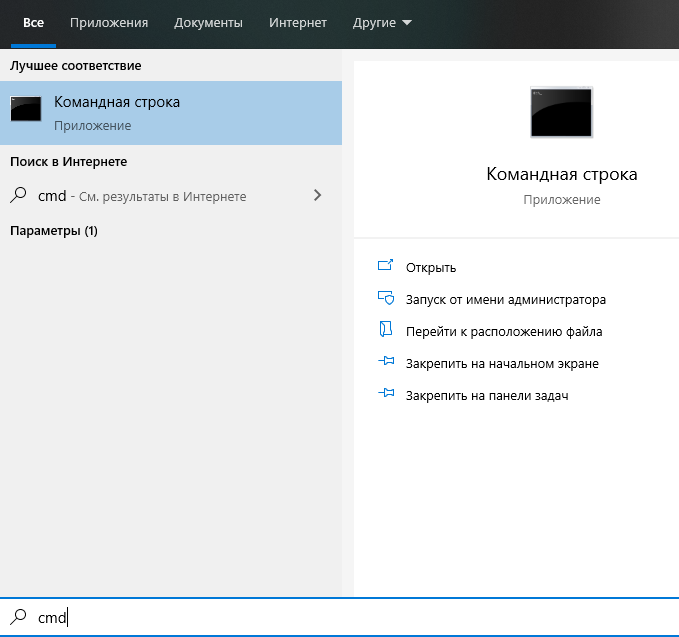 Все Приложения Документы Интернет Другие
Лучшее соответствие
Командная строка
Приложение
Поиск в Интернете
cmd - См. результаты в Интернете
Параметры (1)
Командная строка
Приложение
Открыть
Запуск от имени администратора
Перейти к расположению файла
Закрепить на начальном экране
Закрепить на панели задач
cmd